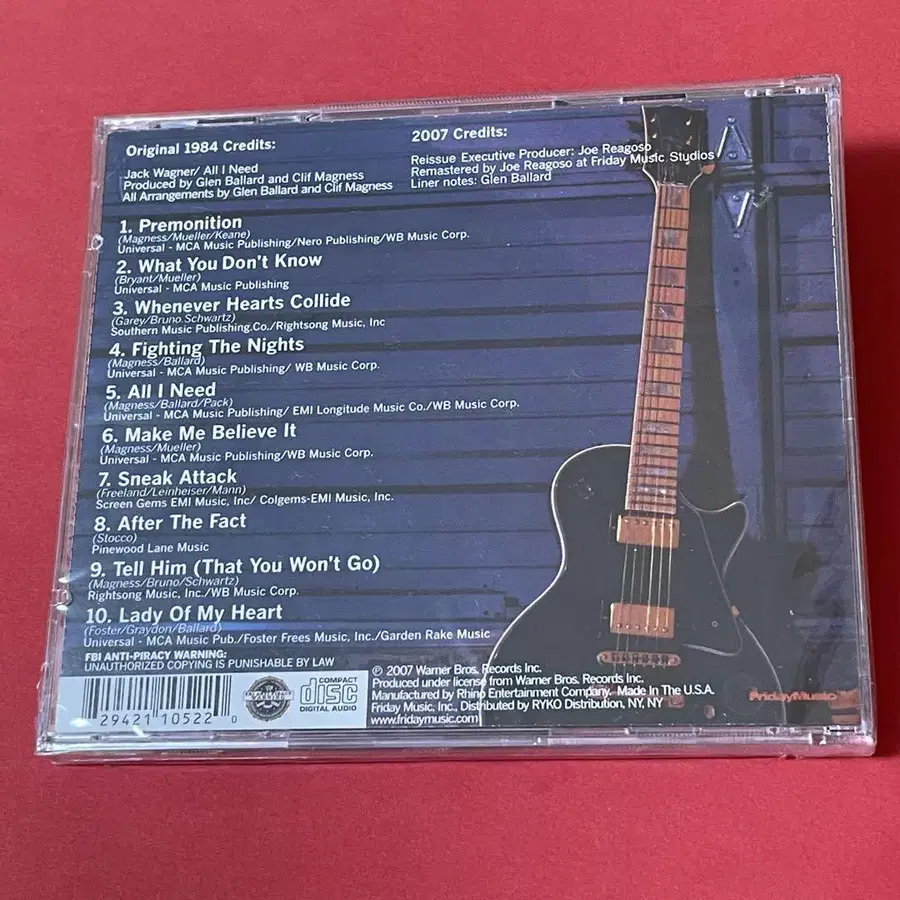 Original 1984 Credits:
Jack Wagner/ All I Need
Produced by Glen Ballard and Clif Magness
All Arrangements by Glen Ballard and Clif Magness
2007 Credits:
Reissue Executive Producer: Joe Reagoso
Remastered by Joe Reagoso at Friday Music Studios
Liner notes: Glen Ballard
1. Premonition
(Magness/Mueller/Keane)
Universal - MCA Music Publishing/Nero Publishing/WB Music Corp.
2. What You Don't Know
(Bryant/Mueller)
Universal - MCA Music Publishing
3. Whenever Hearts Collide
(Garey/Bruno Schwartz)
Southern Music Publishing.Co./Rightsong Music, Inc
4. Fighting The Nights
(Magness/Ballard)
Universal - MCA Music Publishing/ WB Music Corp.
5. All I Need
(Magness/Ballard/Pack)
Universal - MCA Music Publishing/ EMI Longitude Music Co./WB Music Corp.
6. Make Me Believe It
(Magness/Mueller)
Universal - MCA Music Publishing/WB Music Corp.
7. Sneak Attack
(Freeland/Leinheiser/Mann)
Screen Gems EMI Music, Inc/ Colgems-EMI Music, Inc.
8. After The Fact
(Stocco)
Pinewood Lane Music
9. Tell Him (That You Won't Go)
(Magness/Bruno/Schwartz)
Rightsong Music, Inc./WB Music Corp.
10. Lady Of My Heart
(Foster/Graydon/Ballard)
Universal - MCA Music Pub./Foster Frees Music, Inc./Garden Rake Music
FBI ANTI-PIRACY WARNING:
UNAUTHORIZED COPYING IS PUNISHABLE BY LAW
29421 10522 0
COMPACT
disc
DIGITAL AUDIO
℗ 2007 Warner Bros. Records Inc.
Produced under license from Warner Bros. Records Inc.
Manufactured by Rhino Entertainment Company. Made In The U.S.A.
Friday Music, Inc., Distributed by RYKO Distribution, NY, NY
www.fridaymusic.com
FridayMusic